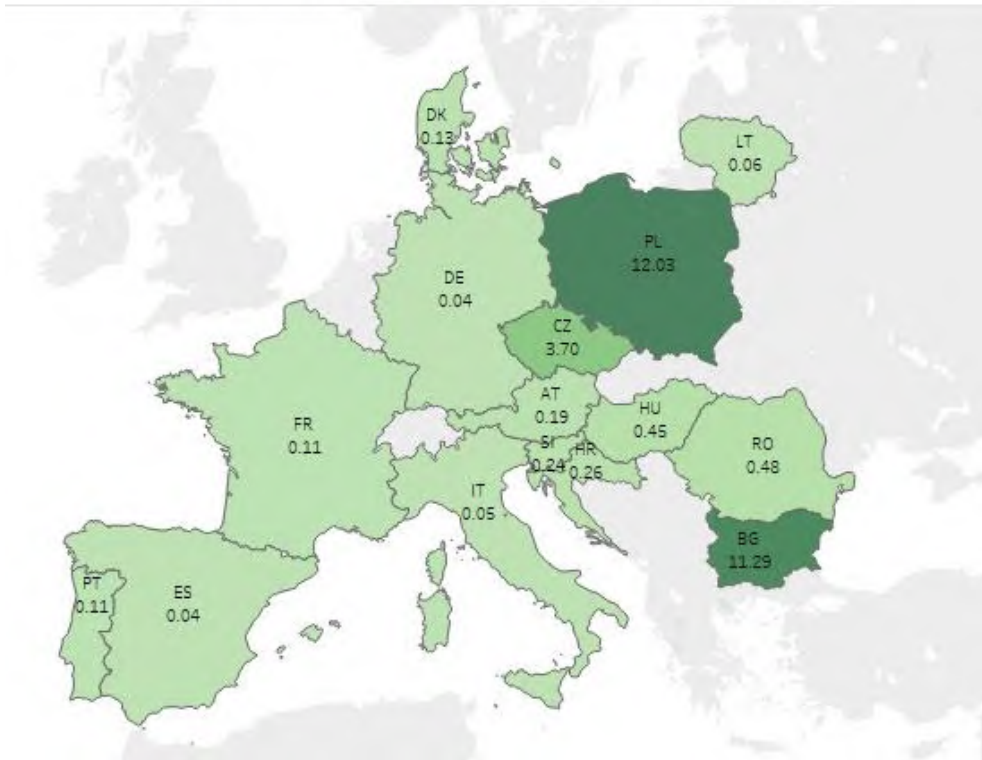 DK
0.13
LT
0.06
PL
12.03
DE
0.04
CZ
3.70
AT
0.19
HU
0.45
FR
0.11
SI
0.24
HR
0.26
RO
0.48
IT
0.05
BG
11.29
PT
0.11
ES
0.04